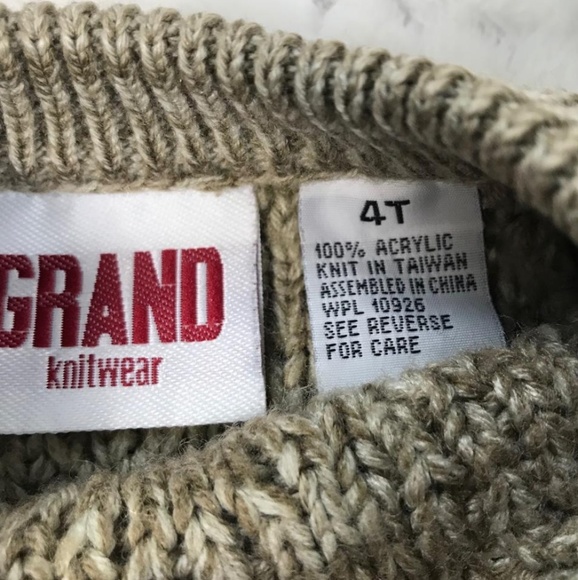 GRAND
knitwear
4T
100% ACRYLIC
KNIT IN TAIWAN
ASSEMBLED IN CHINA
WPL 10926
SEE REVERSE
FOR CARE